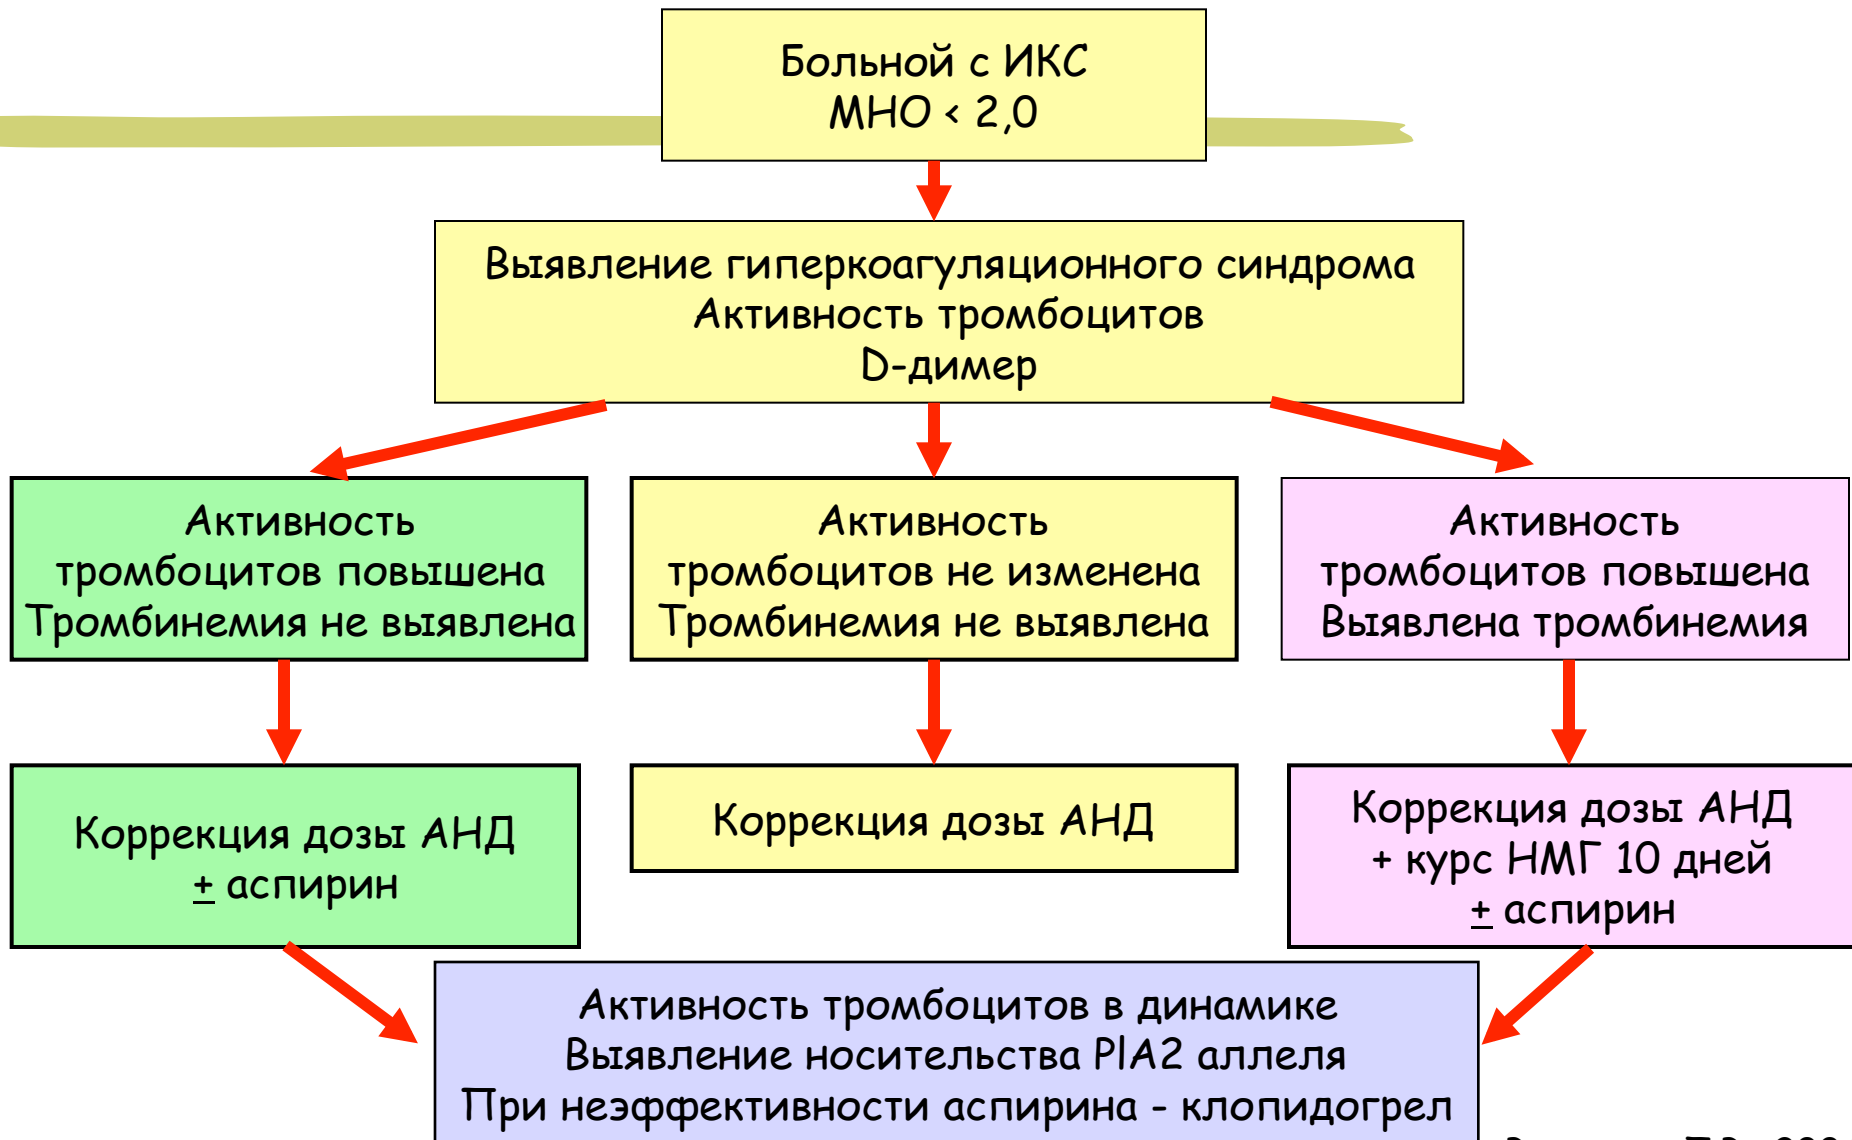 Больной с ИКС
МНО < 2,0
Выявление гиперкоагуляционного синдрома
Активность тромбоцитов
D-димер
Активность
тромбоцитов повышена
Тромбинемия не выявлена
Активность
тромбоцитов не изменена
Тромбинемия не выявлена
Активность
тромбоцитов повышена
Выявлена тромбинемия
Коррекция дозы АНД
± аспирин
Коррекция дозы АНД
Коррекция дозы АНД
+ курс НМГ 10 дней
± аспирин
Активность тромбоцитов в динамике
Выявление носительства PlA2 аллеля
При неэффективности аспирина - клопидогрел